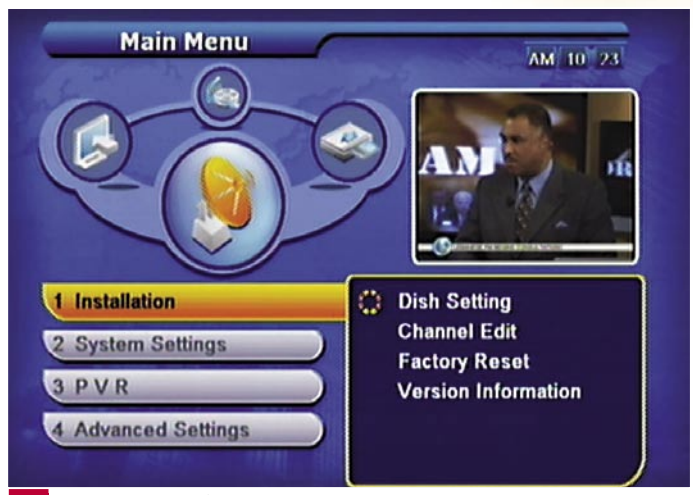 Main Menu
AM 10 23
AM
1 Installation
2 System Settings
3 P V R
4 Advanced Settings
Dish Setting
Channel Edit
Factory Reset
Version Information